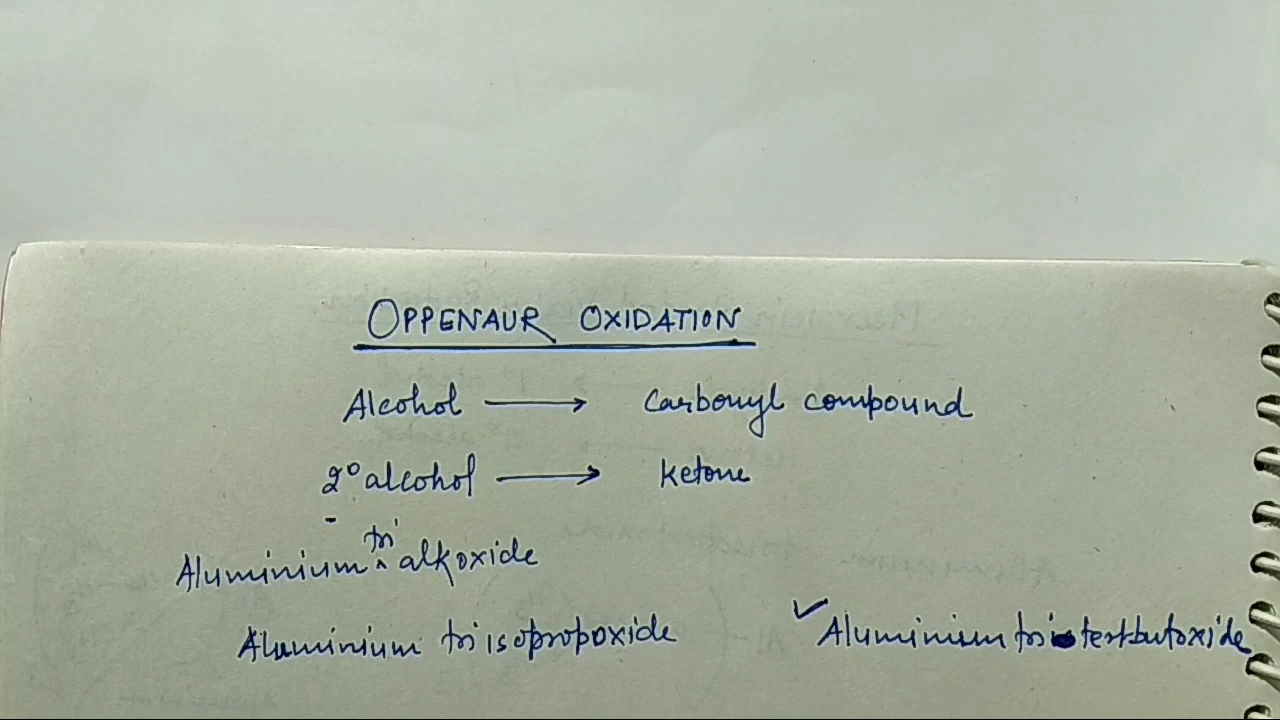 OPPENAUR OXIDATION
Alcohol → Carbonyl compound
2° alcohol → Ketone
Aluminium tri alkoxide
Aluminium triisopropoxide ✓Aluminium tri tertbutoxide